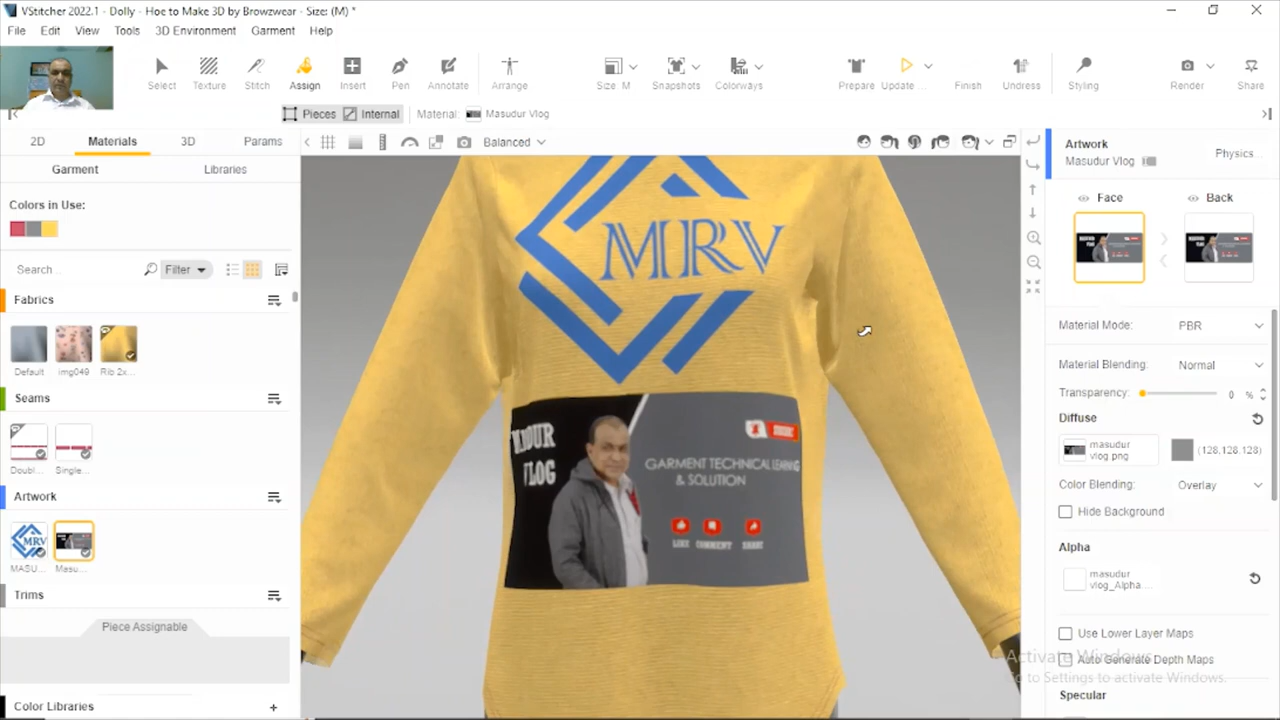 VStitcher 2022.1 - Dolly - Hoe to Make 3D by Browzwear - Size: (M) *
File Edit View Tools 3D Environment Garment Help
Select Texture Stitch Assign Insert Pen Annotate Arrange Size M Snapshots Colorways Prepare Update ... Finish Undress Styling Render Share
Pieces Internal Material: Masudur Vlog
2D Materials 3D Params
Balanced
Garment Libraries
Colors in Use:
Search... Filter
Fabrics
Default img049 Rib 2x...
Seams
Doubl... Single...
Artwork
MRV
MASU... Masu...
Trims
Piece Assignable
Color Libraries +
MRV
VLOG
GARMENT TECHNICAL LEARNING
& SOLUTION
LIKE COMMENT SHARE
Artwork
Masudur Vlog Physics...
Face Back
Material Mode: PBR
Material Blending: Normal
Transparency: 0 %
Diffuse
masudur
vlog.png (128,128,128)
Color Blending: Overlay
Hide Background
Alpha
masudur
vlog_Alpha...
Use Lower Layer Maps
Activate Windows
Auto Generate Depth Maps
Go to Settings to activate Windows.
Specular